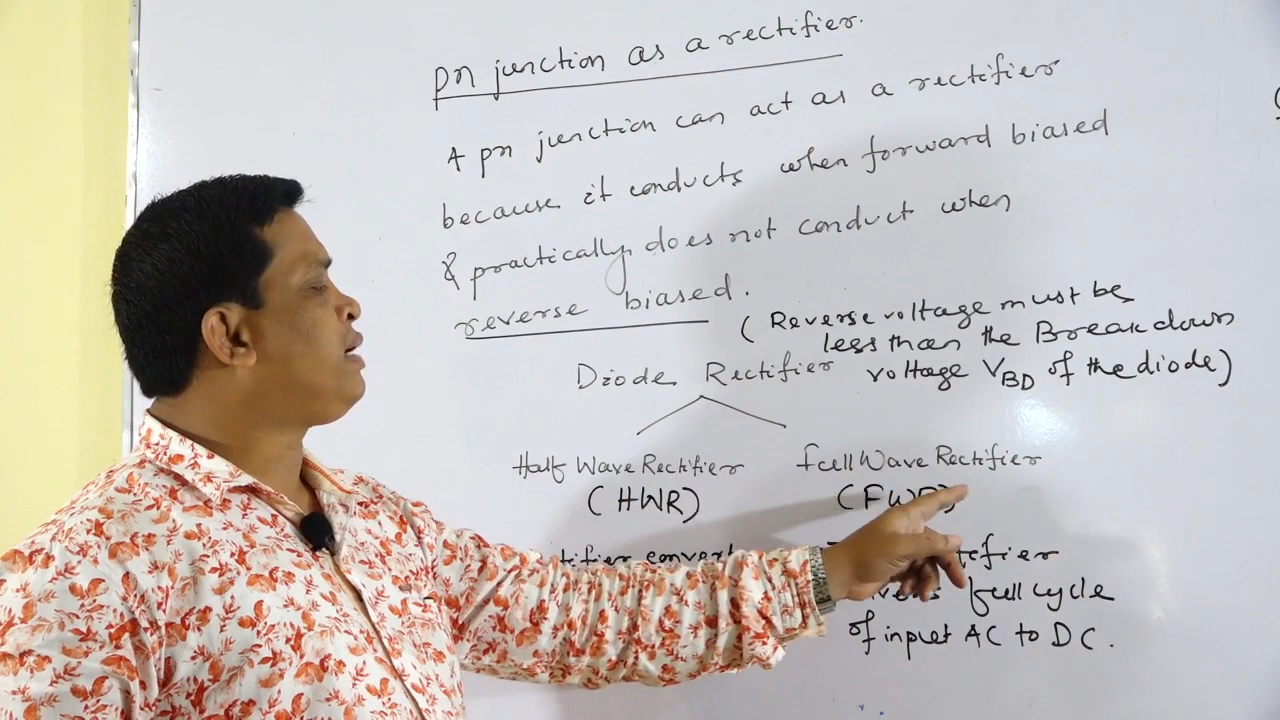 pn junction as a rectifier.
A pn junction can act as a rectifier
because it conducts when forward biased
& practically does not conduct when
reverse biased.
(Reverse voltage must be
less than the Breakdown
voltage VBD of the diode)
Diode Rectifier
Half Wave Rectifier
(HWR)
Full Wave Rectifier
(FWR)
convert
full cycle
of input AC to DC.